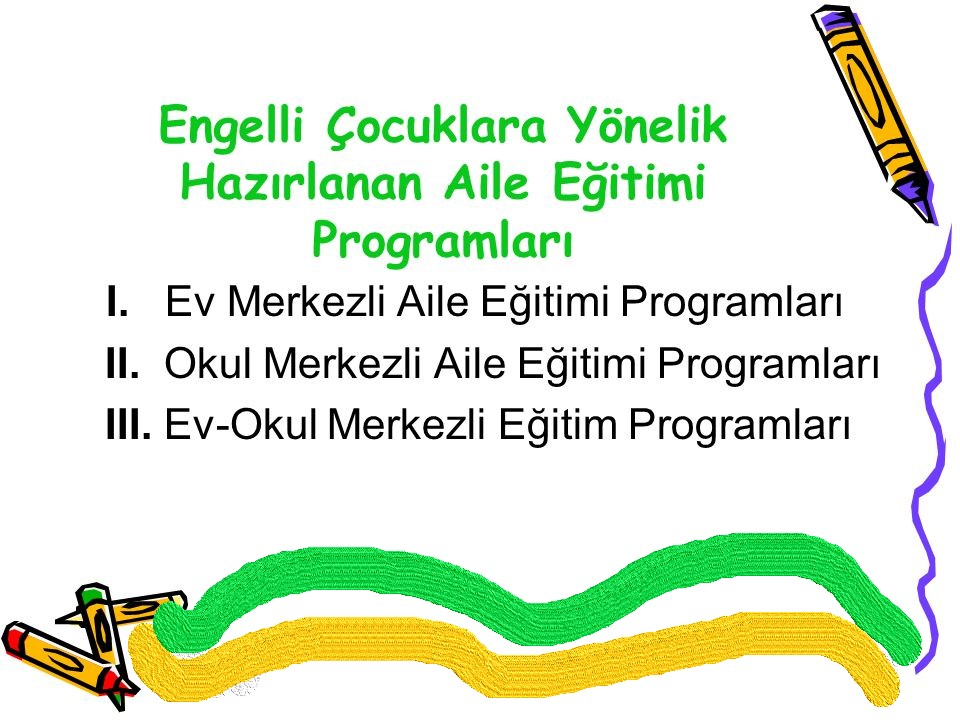 Engelli Çocuklara Yönelik
Hazırlanan Aile Eğitimi
Programları
I. Ev Merkezli Aile Eğitimi Programları
II. Okul Merkezli Aile Eğitimi Programları
III. Ev-Okul Merkezli Eğitim Programları